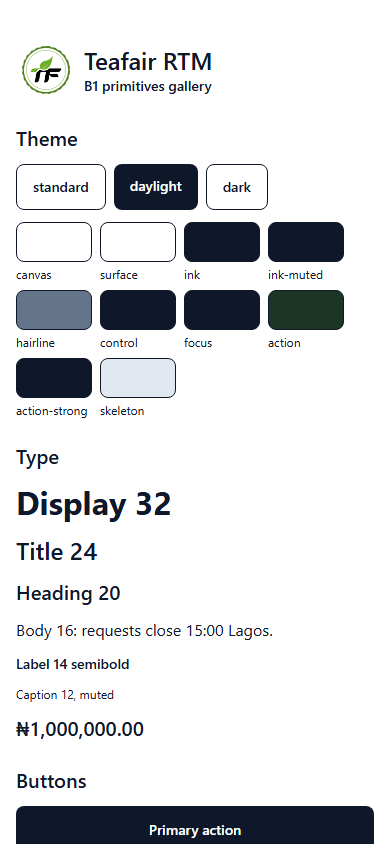 TF
Teafair RTM
B1 primitives gallery
Theme
standard daylight dark
canvas surface ink ink-muted
hairline control focus action
action-strong skeleton
Type
Display 32
Title 24
Heading 20
Body 16: requests close 15:00 Lagos.
Label 14 semibold
Caption 12, muted
₦1,000,000.00
Buttons
Primary action